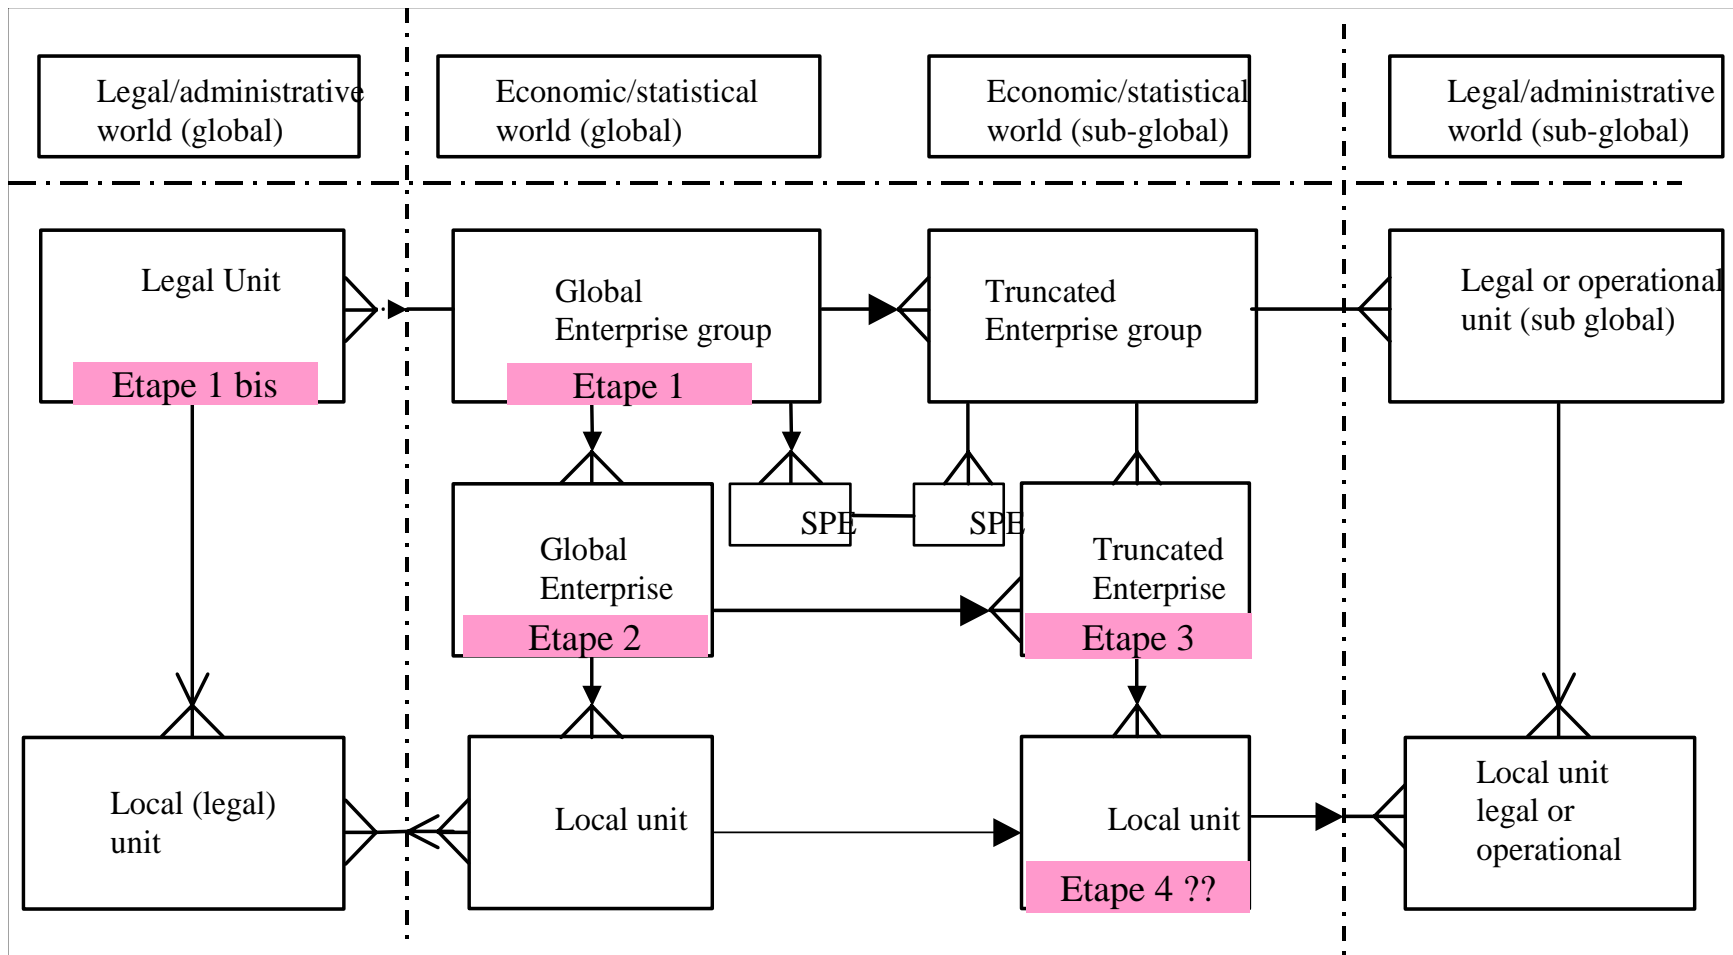 Legal/administrative
world (global)
Economic/statistical
world (global)
Economic/statistical
world (sub-global)
Legal/administrative
world (sub-global)
Legal Unit
Etape 1 bis
Global
Enterprise group
Etape 1
Truncated
Enterprise group
Legal or operational
unit (sub global)
SPE
SPE
Global
Enterprise
Etape 2
Truncated
Enterprise
Etape 3
Local (legal)
unit
Local unit
Local unit
Etape 4 ??
Local unit
legal or
operational